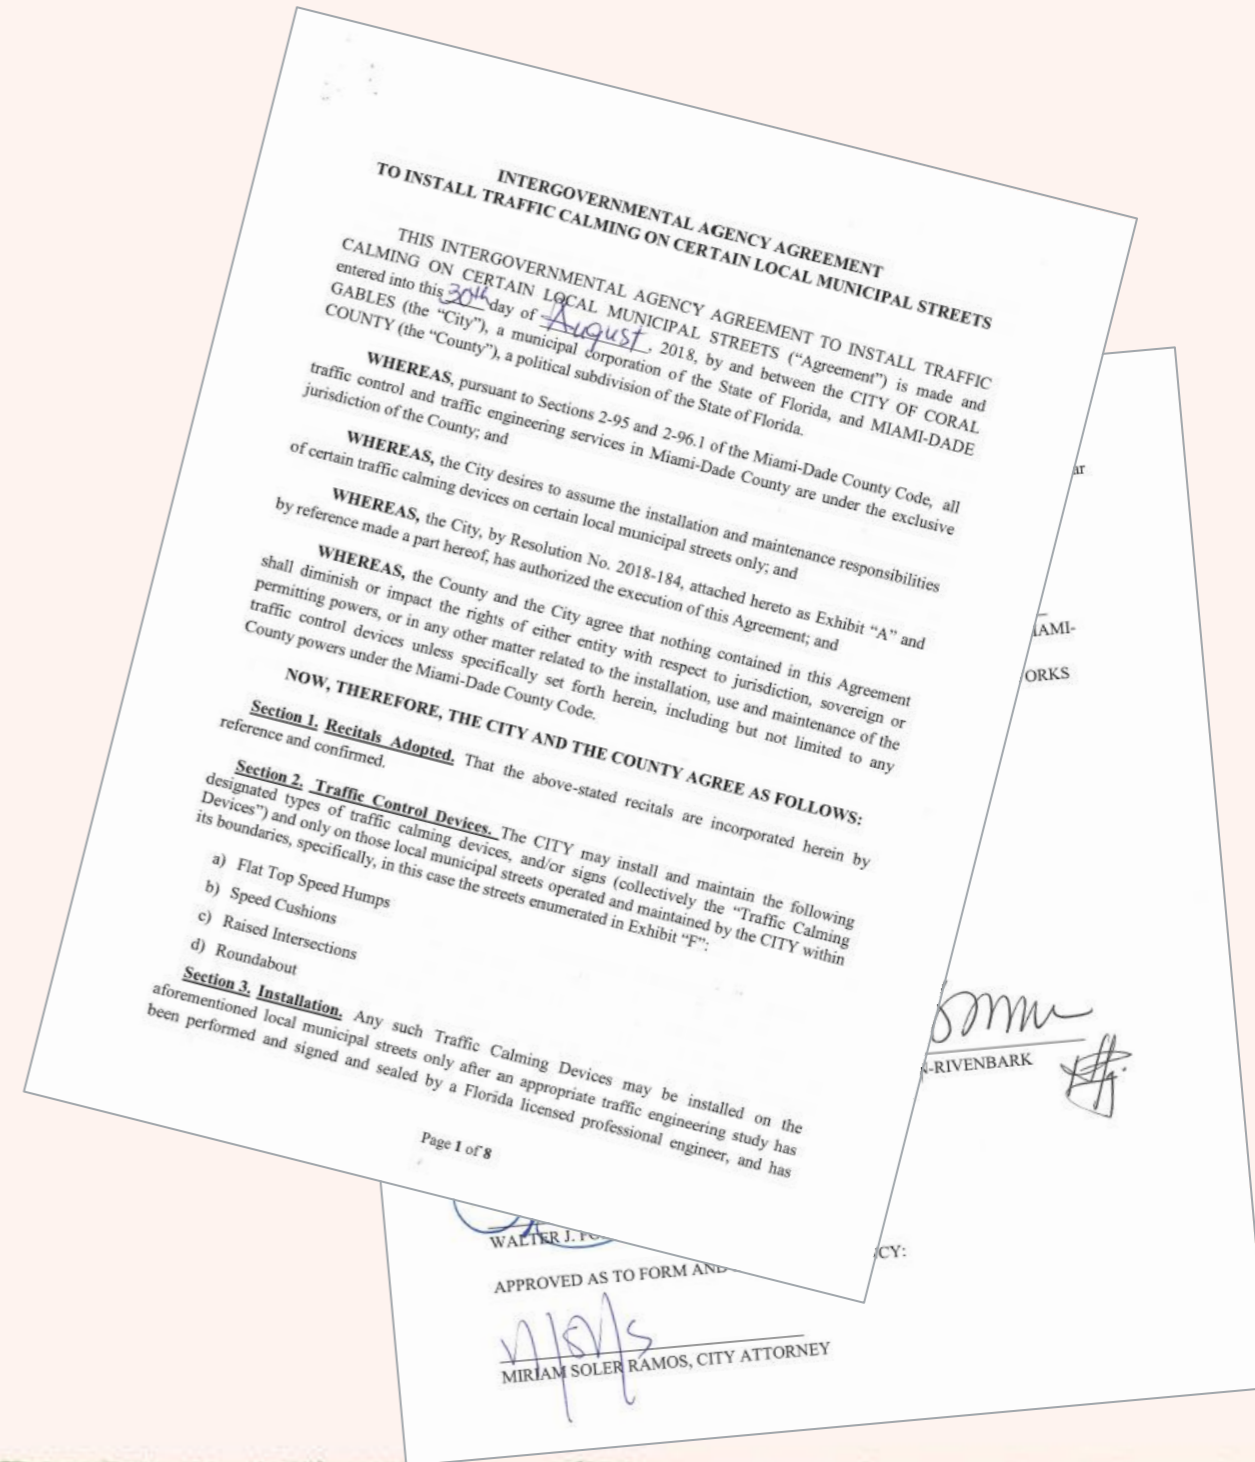 INTERGOVERNMENTAL AGENCY AGREEMENT
TO INSTALL TRAFFIC CALMING ON CERTAIN LOCAL MUNICIPAL STREETS
THIS INTERGOVERNMENTAL AGENCY AGREEMENT TO INSTALL TRAFFIC
CALMING ON CERTAIN LOCAL MUNICIPAL STREETS (“Agreement”) is made and
entered into this 30th day of August, 2018, by and between the CITY OF CORAL
GABLES (the “City”), a municipal corporation of the State of Florida, and MIAMI-DADE
COUNTY (the “County”), a political subdivision of the State of Florida.
WHEREAS, pursuant to Sections 2-95 and 2-96.1 of the Miami-Dade County Code, all
traffic control and traffic engineering services in Miami-Dade County are under the exclusive
jurisdiction of the County; and
WHEREAS, the City desires to assume the installation and maintenance responsibilities
of certain traffic calming devices on certain local municipal streets only; and
WHEREAS, the City, by Resolution No. 2018-184, attached hereto as Exhibit “A” and
by reference made a part hereof, has authorized the execution of this Agreement; and
WHEREAS, the County and the City agree that nothing contained in this Agreement
shall diminish or impact the rights of either entity with respect to jurisdiction, sovereign or
permitting powers, or in any other matter related to the installation, use and maintenance of the
traffic control devices unless specifically set forth herein, including but not limited to any
County powers under the Miami-Dade County Code.
NOW, THEREFORE, THE CITY AND THE COUNTY AGREE AS FOLLOWS:
Section 1. Recitals Adopted. That the above-stated recitals are incorporated herein by
reference and confirmed.
Section 2. Traffic Control Devices. The CITY may install and maintain the following
designated types of traffic calming devices, and/or signs (collectively the “Traffic Calming
Devices”) and only on those local municipal streets operated and maintained by the CITY within
its boundaries, specifically, in this case the streets enumerated in Exhibit “F”:
a) Flat Top Speed Humps
b) Speed Cushions
c) Raised Intersections
d) Roundabout
Section 3. Installation. Any such Traffic Calming Devices may be installed on the
aforementioned local municipal streets only after an appropriate traffic engineering study has
been performed and signed and sealed by a Florida licensed professional engineer, and has
Page 1 of 8
ar
IAMI-
ORKS
N-RIVENBARK
WALTER J.
CY:
APPROVED AS TO FORM AND
MIRIAM SOLER RAMOS, CITY ATTORNEY